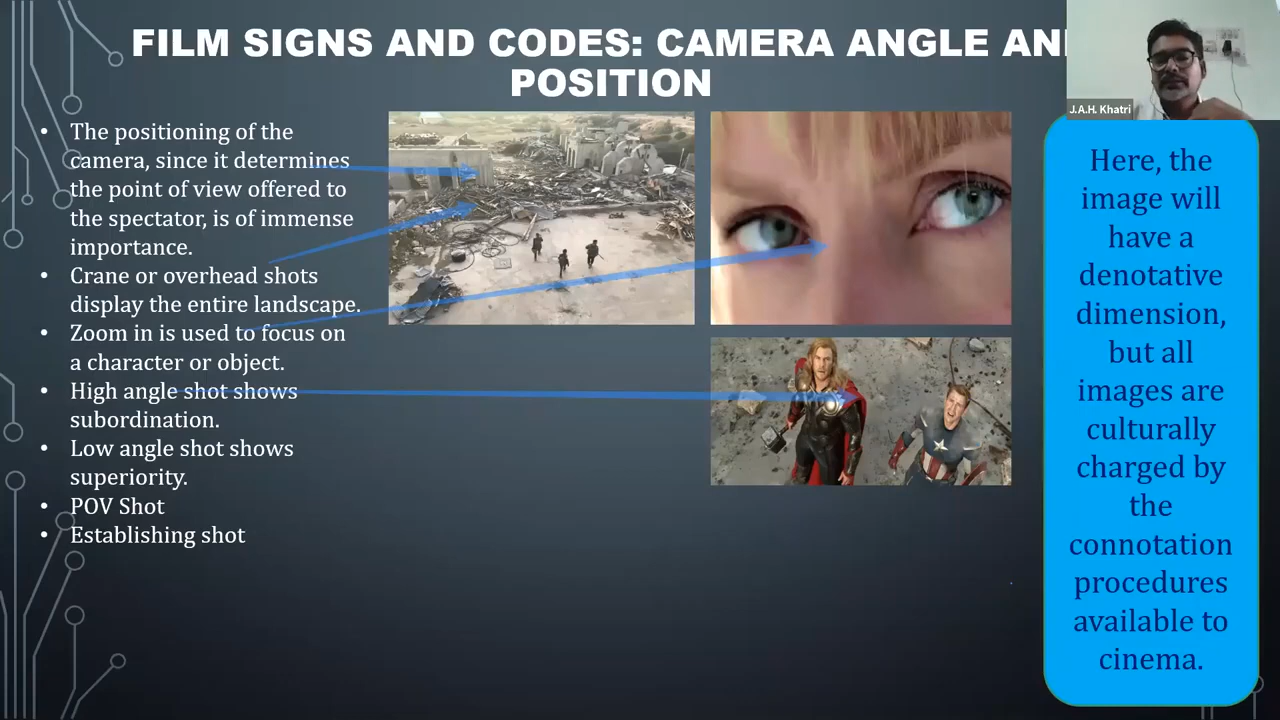 FILM SIGNS AND CODES: CAMERA ANGLE AN
POSITION
J.A.H. Khatri
• The positioning of the
camera, since it determines
the point of view offered to
the spectator, is of immense
importance.
• Crane or overhead shots
display the entire landscape.
• Zoom in is used to focus on
a character or object.
• High angle shot shows
subordination.
• Low angle shot shows
superiority.
• POV Shot
• Establishing shot
Here, the
image will
have a
denotative
dimension,
but all
images are
culturally
charged by
the
connotation
procedures
available to
cinema.